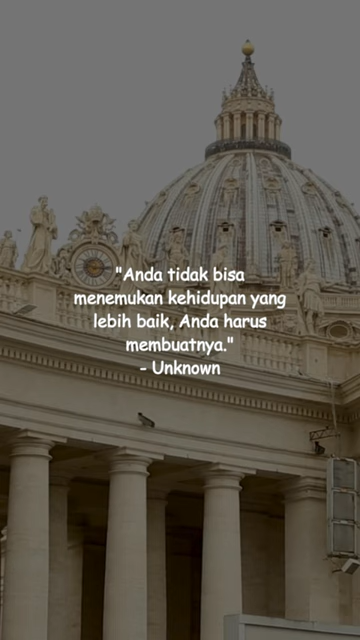 "Anda tidak bisa
menemukan kehidupan yang
lebih baik, Anda harus
membuatnya."
- Unknown